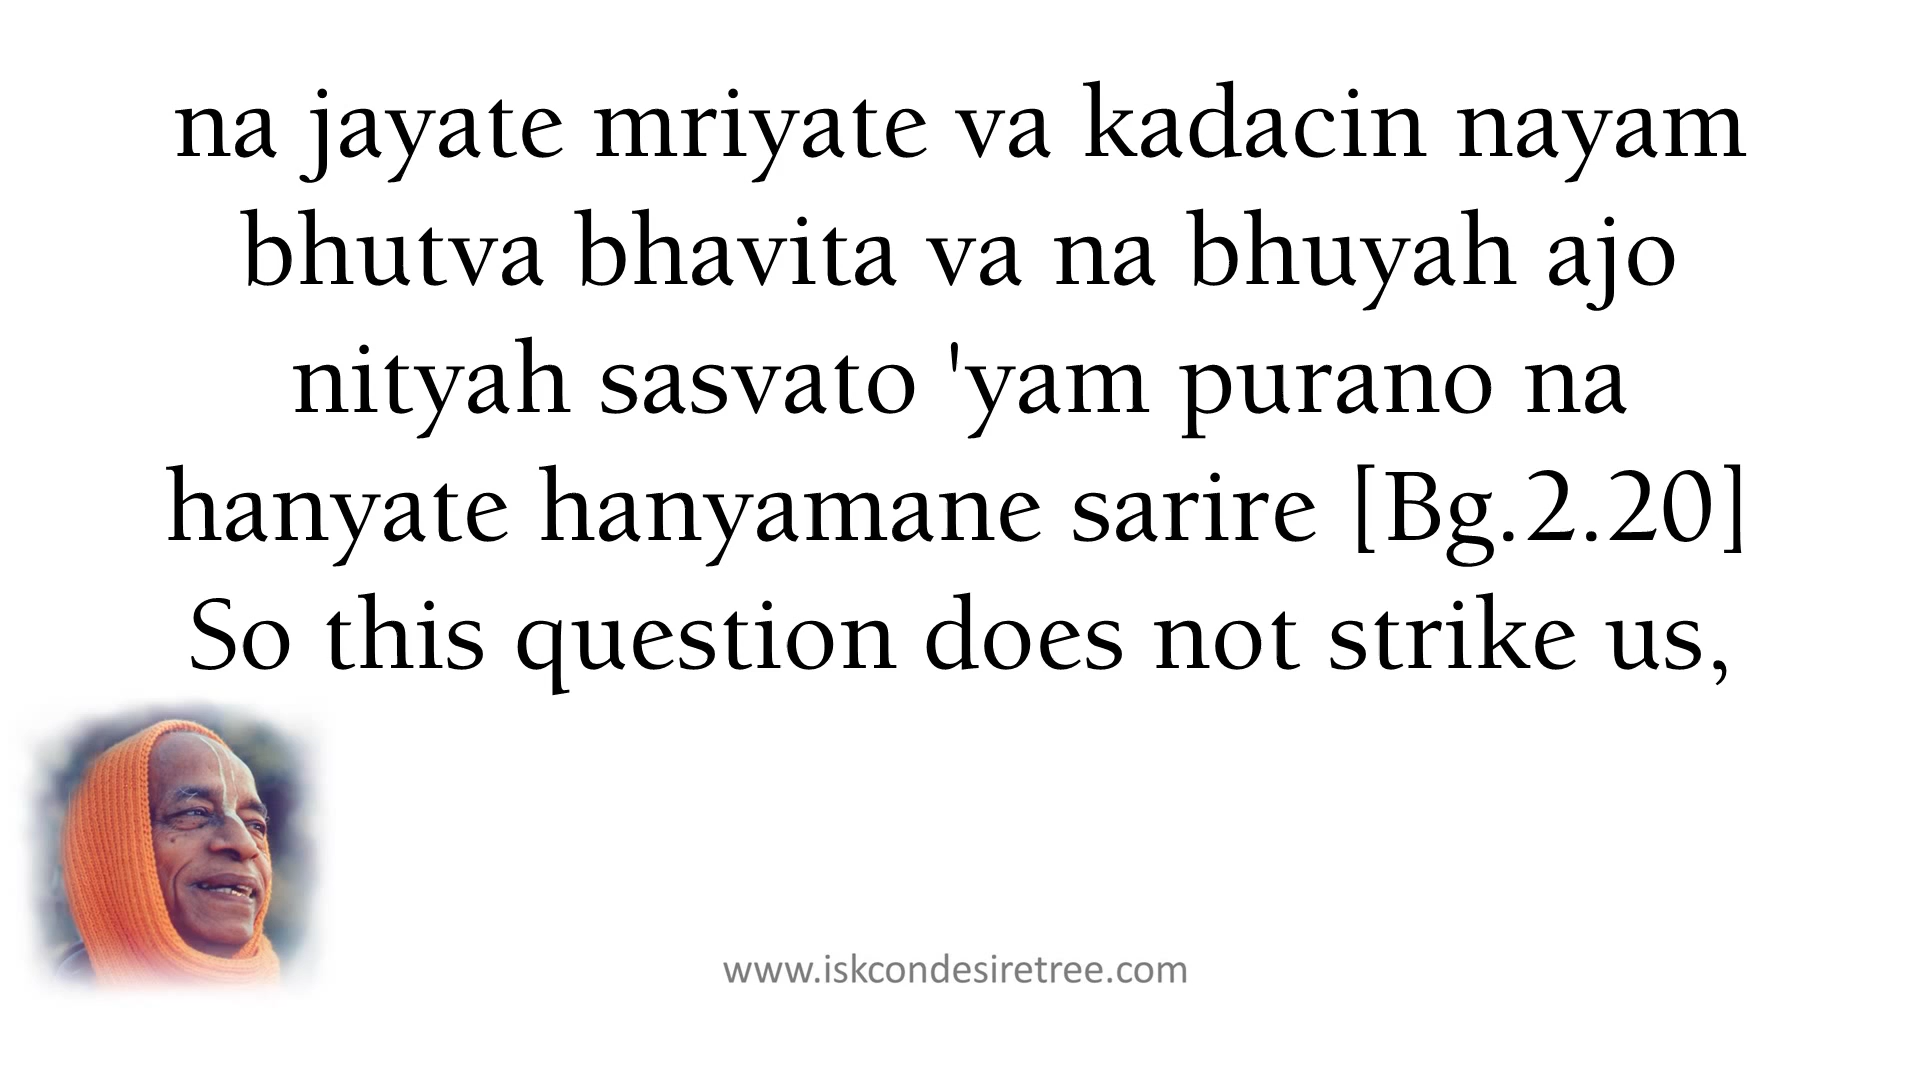 na jayate mriyate va kadacin nayam
bhutva bhavita va na bhuyah ajo
nityah sasvato 'yam purano na
hanyate hanyamane sarire [Bg.2.20]
So this question does not strike us,
www.iskcondesiretree.com